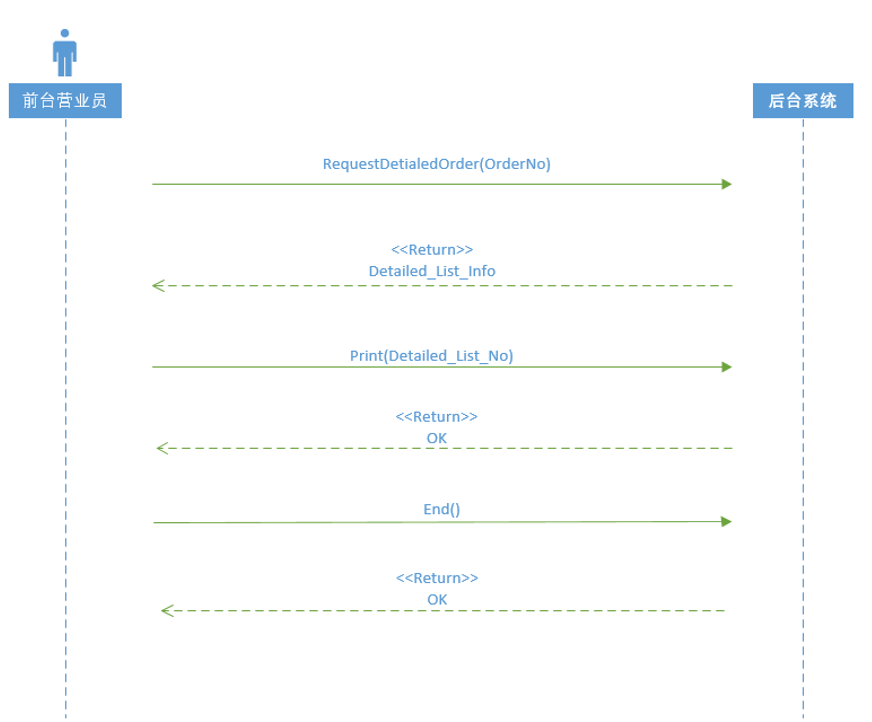 前台营业员
后台系统
RequestDetialedOrder(OrderNo)
<<Return>>
Detailed_List_Info
Print(Detailed_List_No)
<<Return>>
OK
End()
<<Return>>
OK